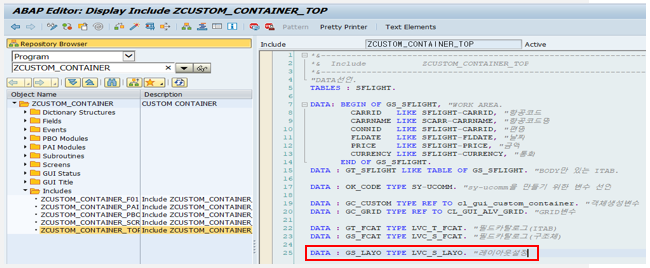 ABAP Editor: Display Include ZCUSTOM_CONTAINER_TOP
Pattern Pretty Printer Text Elements
Repository Browser
Program
ZCUSTOM_CONTAINER
Object Name Description
ZCUSTOM_CONTAINER CUSTOM CONTAINER
Dictionary Structures
Fields
Events
PBO Modules
PAI Modules
Subroutines
Screens
GUI Status
GUI Title
Includes
ZCUSTOM_CONTAINER_F01 Include ZCUSTOM_CONTAINER_
ZCUSTOM_CONTAINER_PAI Include ZCUSTOM_CONTAINER_
ZCUSTOM_CONTAINER_PBO Include ZCUSTOM_CONTAINER_
ZCUSTOM_CONTAINER_SCR Include ZCUSTOM_CONTAINER_
ZCUSTOM_CONTAINER_TOP Include ZCUSTOM_CONTAINER_
Include ZCUSTOM_CONTAINER_TOP Active
1 *&---------------------------------------------------------------------
2 *& Include ZCUSTOM_CONTAINER_TOP
3 *&---------------------------------------------------------------------
4 "DATA선언.
5 TABLES : SFLIGHT.
6
7 DATA: BEGIN OF GS_SFLIGHT, "WORK AREA.
8 CARRID LIKE SFLIGHT-CARRID, "항공코드
9 CARRNAME LIKE SCARR-CARRNAME, "항공코드명
10 CONNID LIKE SFLIGHT-CARRID, "편명
11 FLDATE LIKE SFLIGHT-FLDATE, "날짜
12 PRICE LIKE SFLIGHT-PRICE, "금액
13 CURRENCY LIKE SFLIGHT-CURRENCY, "통화
14 END OF GS_SFLIGHT.
15 DATA : GT_SFLIGHT LIKE TABLE OF GS_SFLIGHT. "BODY만 있는 ITAB.
16
17 DATA : OK_CODE TYPE SY-UCOMM. "sy-ucomm을 만들기 위한 변수 선언
18
19 DATA : GC_CUSTOM TYPE REF TO cl_gui_custom_container. "객체생성변수
20 DATA : GC_GRID TYPE REF TO CL_GUI_ALV_GRID. "GRID변수
21
22 DATA : GT_FCAT TYPE LVC_T_FCAT. "필드카탈로그(ITAB)
23 DATA : GS_FCAT TYPE LVC_S_FCAT. "필드카탈로그(구조체)
24
25 DATA : GS_LAYO TYPE LVC_S_LAYO. "레이아웃설정